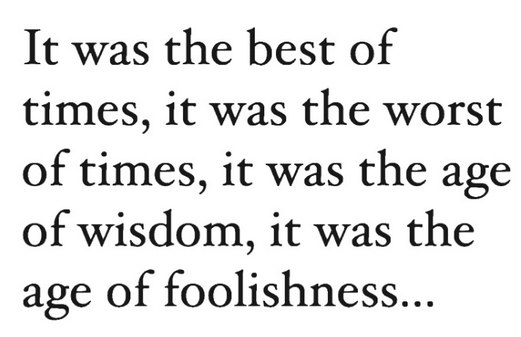 It was the best of
times, it was the worst
of times, it was the age
of wisdom, it was the
age of foolishness...